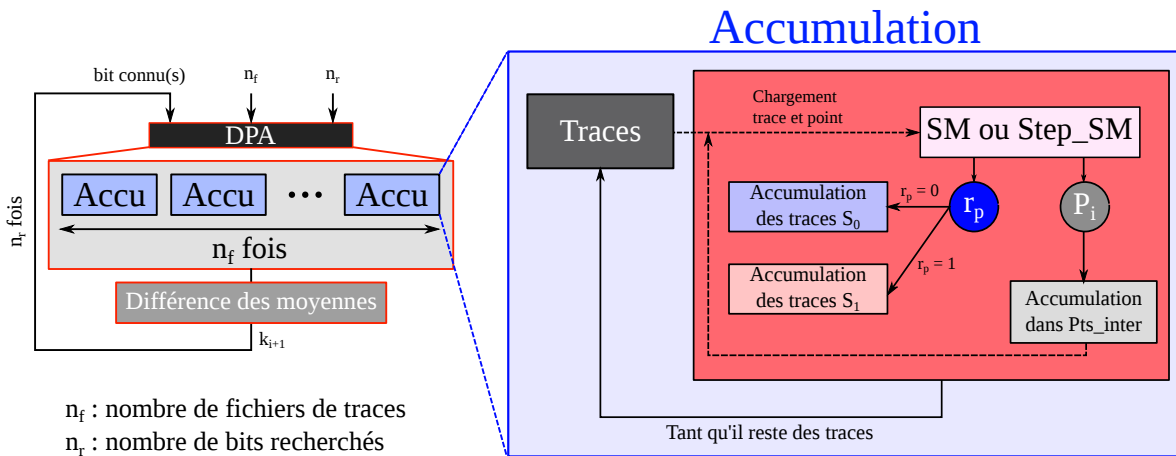 Accumulation
bit connu(s)
n_f
n_r
DPA
Accu
Accu
•••
Accu
n_f fois
n_r fois
Différence des moyennes
k_{i+1}
n_f : nombre de fichiers de traces
n_r : nombre de bits recherchés
Traces
Chargement
trace et point
SM ou Step_SM
r_p
P_i
r_p = 0
r_p = 1
Accumulation
des traces S_0
Accumulation
des traces S_1
Accumulation
dans Pts_inter
Tant qu'il reste des traces